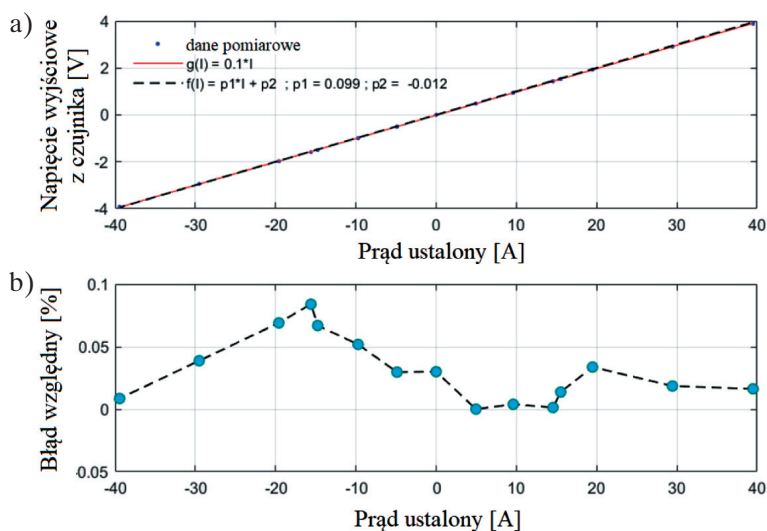 a)
Napięcie wyjściowe
z czujnika [V]
4
2
0
-2
-4
dane pomiarowe
g(I) = 0.1*I
f(I) = p1*I + p2 ; p1 = 0.099 ; p2 = -0.012
-40 -30 -20 -10 0 10 20 30 40
Prąd ustalony [A]
b)
Błąd względny [%]
0.1
0.05
0
0.05
-40 -30 -20 -10 0 10 20 30 40
Prąd ustalony [A]